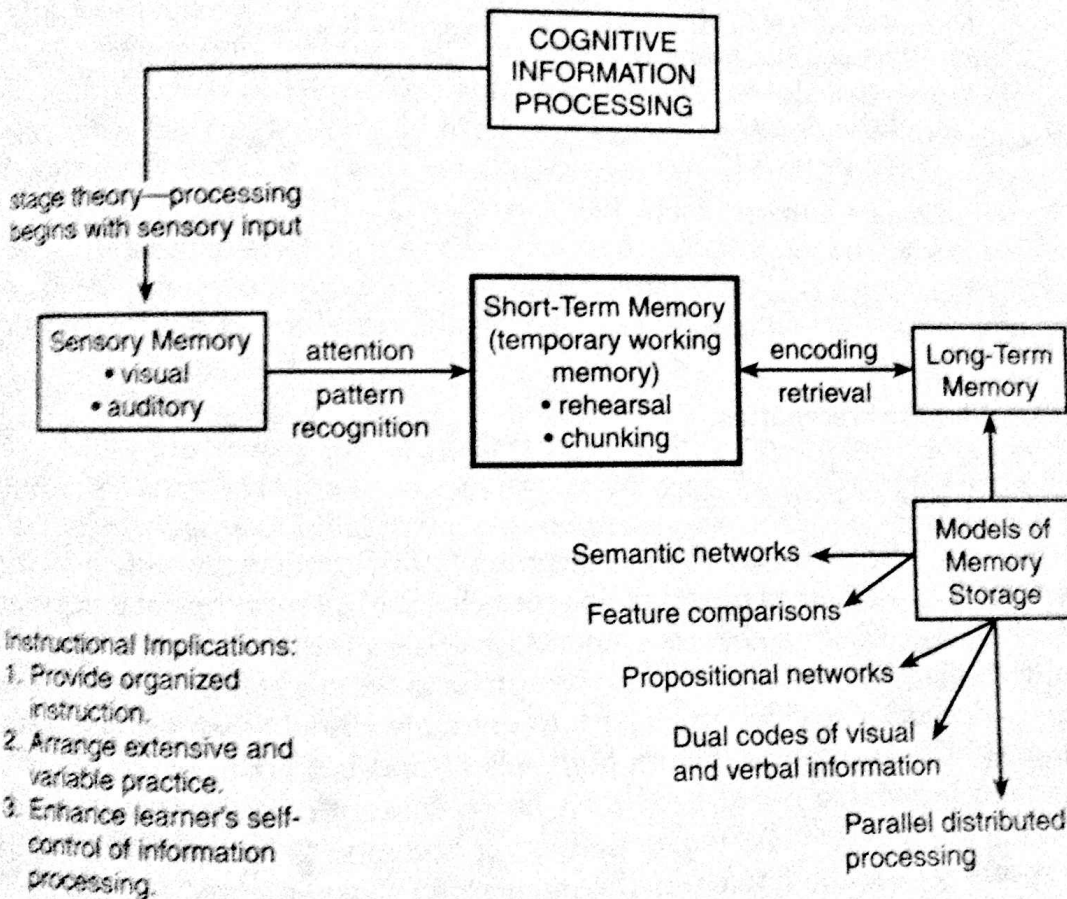 COGNITIVE
INFORMATION
PROCESSING
stage theory—processing
begins with sensory input
Sensory Memory
• visual
• auditory
attention
pattern
recognition
Short-Term Memory
(temporary working
memory)
• rehearsal
• chunking
encoding
retrieval
Long-Term
Memory
Models of
Memory
Storage
Semantic networks
Feature comparisons
Propositional networks
Dual codes of visual
and verbal information
Parallel distributed
processing
Instructional Implications:
1. Provide organized
instruction.
2. Arrange extensive and
variable practice.
3. Enhance learner's self-
control of information
processing.